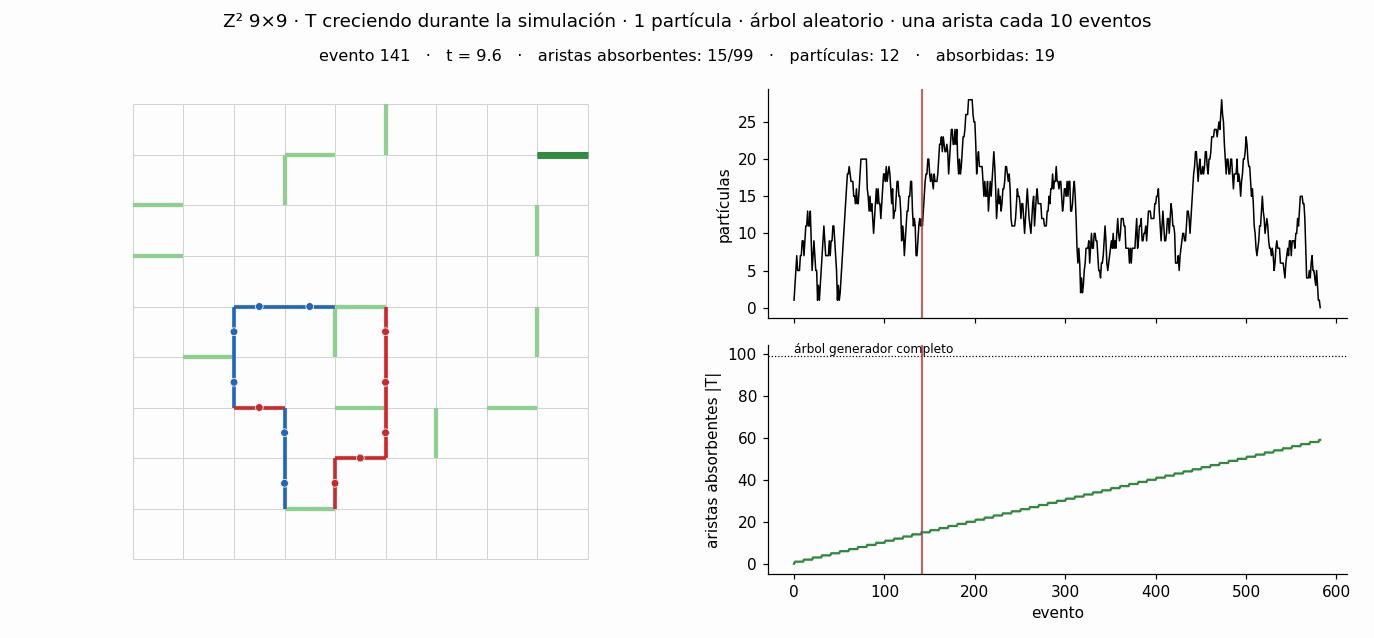 Z² 9×9 · T creciendo durante la simulación · 1 partícula · árbol aleatorio · una arista cada 10 eventos
evento 141 · t = 9.6 · aristas absorbentes: 15/99 · partículas: 12 · absorbidas: 19
25
20
15
10
5
0
partículas
árbol generador completo
100
80
60
40
20
0
aristas absorbentes |T|
0 100 200 300 400 500 600
evento